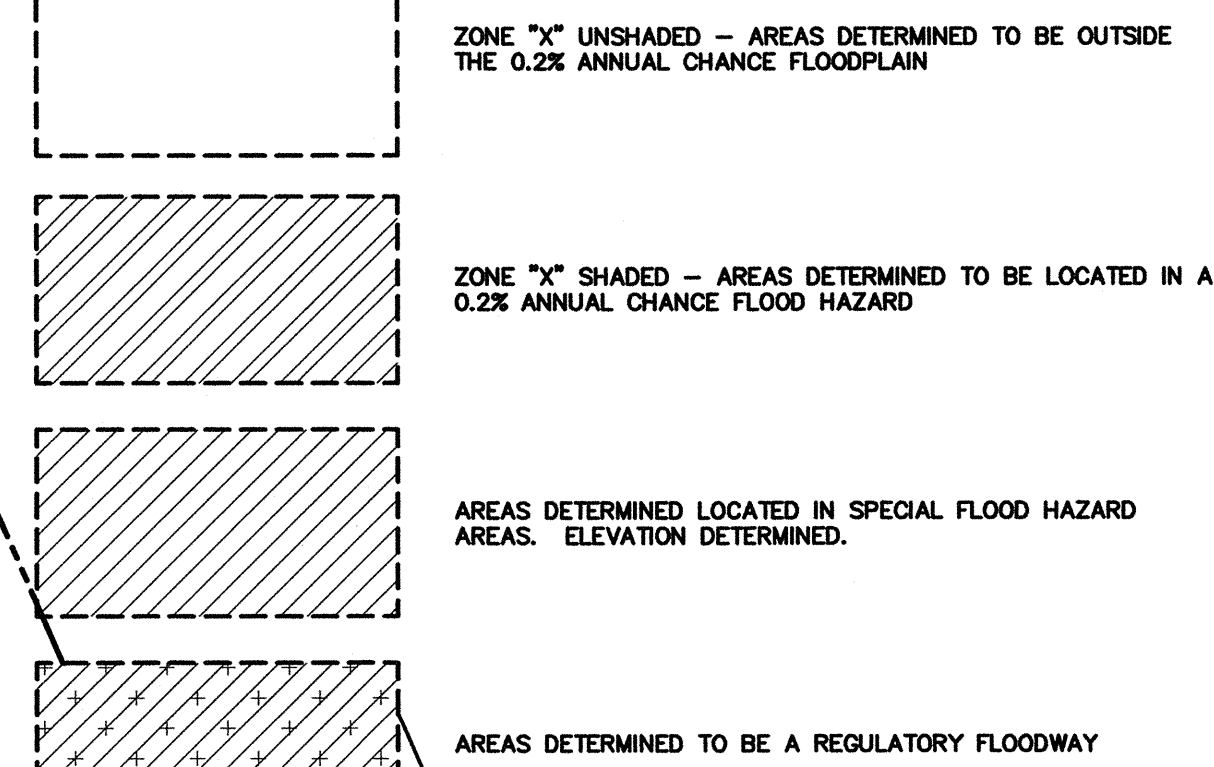 ZONE "X" UNSHADED – AREAS DETERMINED TO BE OUTSIDE
THE 0.2% ANNUAL CHANCE FLOODPLAIN
ZONE "X" SHADED – AREAS DETERMINED TO BE LOCATED IN A
0.2% ANNUAL CHANCE FLOOD HAZARD
AREAS DETERMINED LOCATED IN SPECIAL FLOOD HAZARD
AREAS. ELEVATION DETERMINED.
AREAS DETERMINED TO BE A REGULATORY FLOODWAY